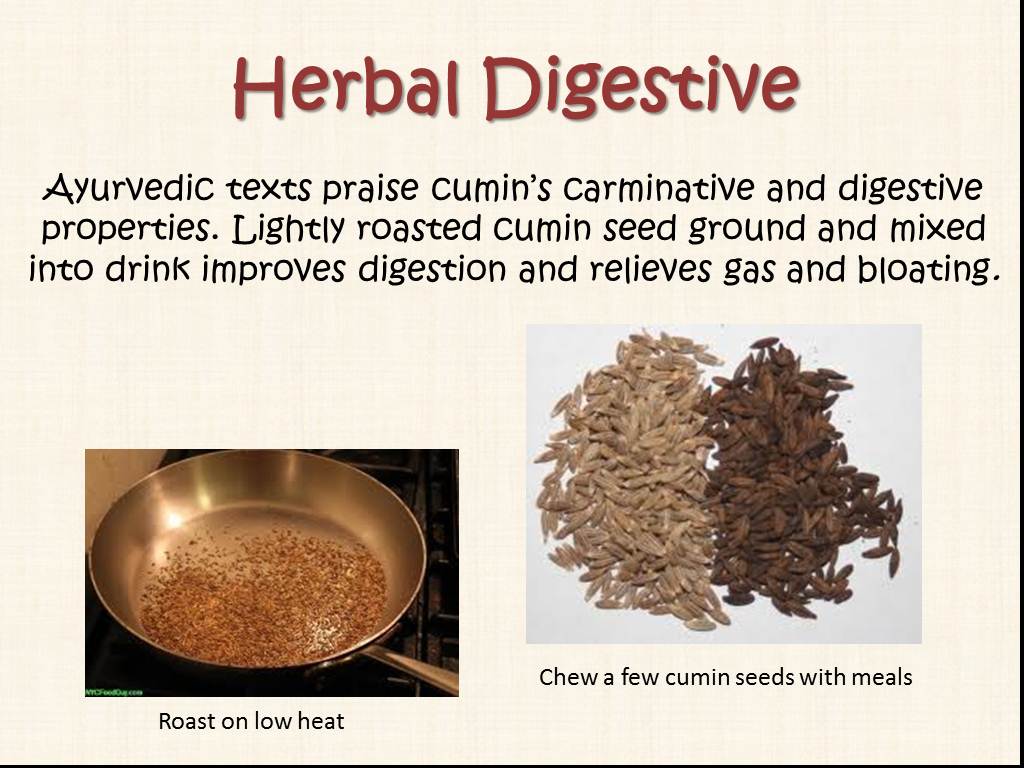 Herbal Digestive
Ayurvedic texts praise cumin’s carminative and digestive
properties. Lightly roasted cumin seed ground and mixed
into drink improves digestion and relieves gas and bloating.
NYCFoodGuy.com
Roast on low heat
Chew a few cumin seeds with meals